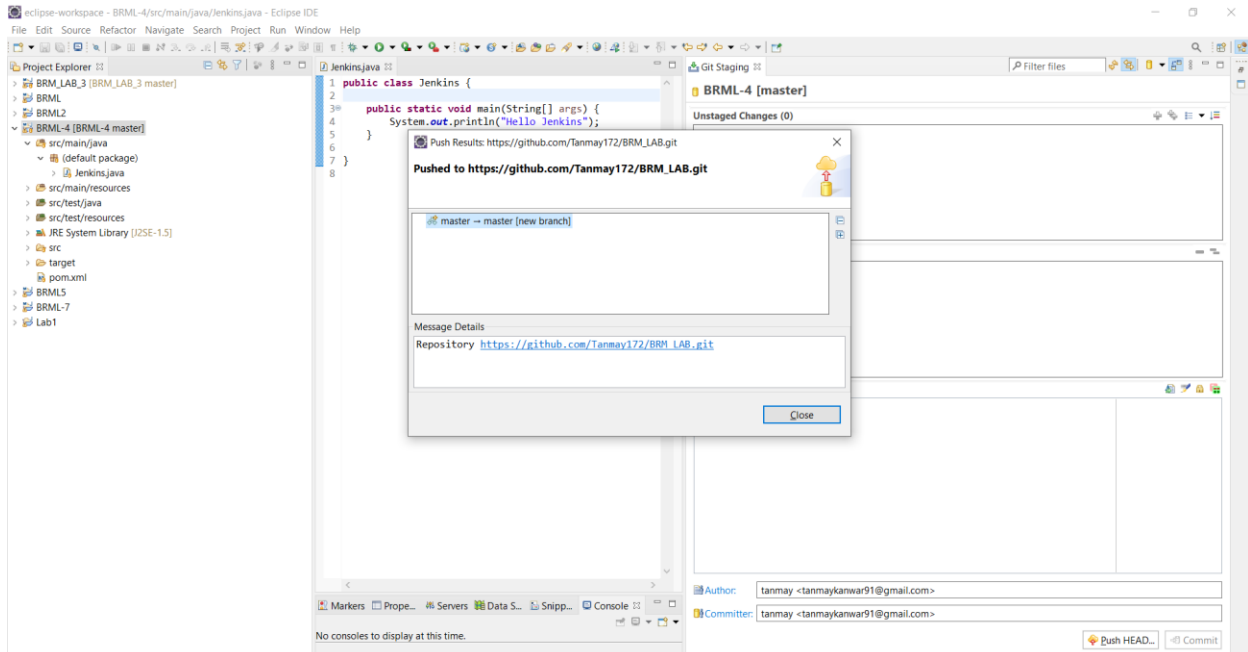 eclipse-workspace - BRML-4/src/main/java/Jenkins.java - Eclipse IDE
File Edit Source Refactor Navigate Search Project Run Window Help
Project Explorer
BRM_LAB_3 [BRM_LAB_3 master]
BRML
BRML2
BRML-4 [BRML-4 master]
src/main/java
(default package)
Jenkins.java
src/main/resources
src/test/java
src/test/resources
JRE System Library [J2SE-1.5]
src
target
pom.xml
BRML5
BRML-7
Lab1
Jenkins.java
1 public class Jenkins {
2
3 public static void main(String[] args) {
4 System.out.println("Hello Jenkins");
5 }
6
7 }
8
Push Results: https://github.com/Tanmay172/BRM_LAB.git
Pushed to https://github.com/Tanmay172/BRM_LAB.git
master → master [new branch]
Message Details
Repository https://github.com/Tanmay172/BRM_LAB.git
Close
Markers Prope... Servers Data S... Snipp... Console
No consoles to display at this time.
Git Staging
Filter files
BRML-4 [master]
Unstaged Changes (0)
Author: tanmay <tanmaykanwar91@gmail.com>
Committer: tanmay <tanmaykanwar91@gmail.com>
Push HEAD... Commit